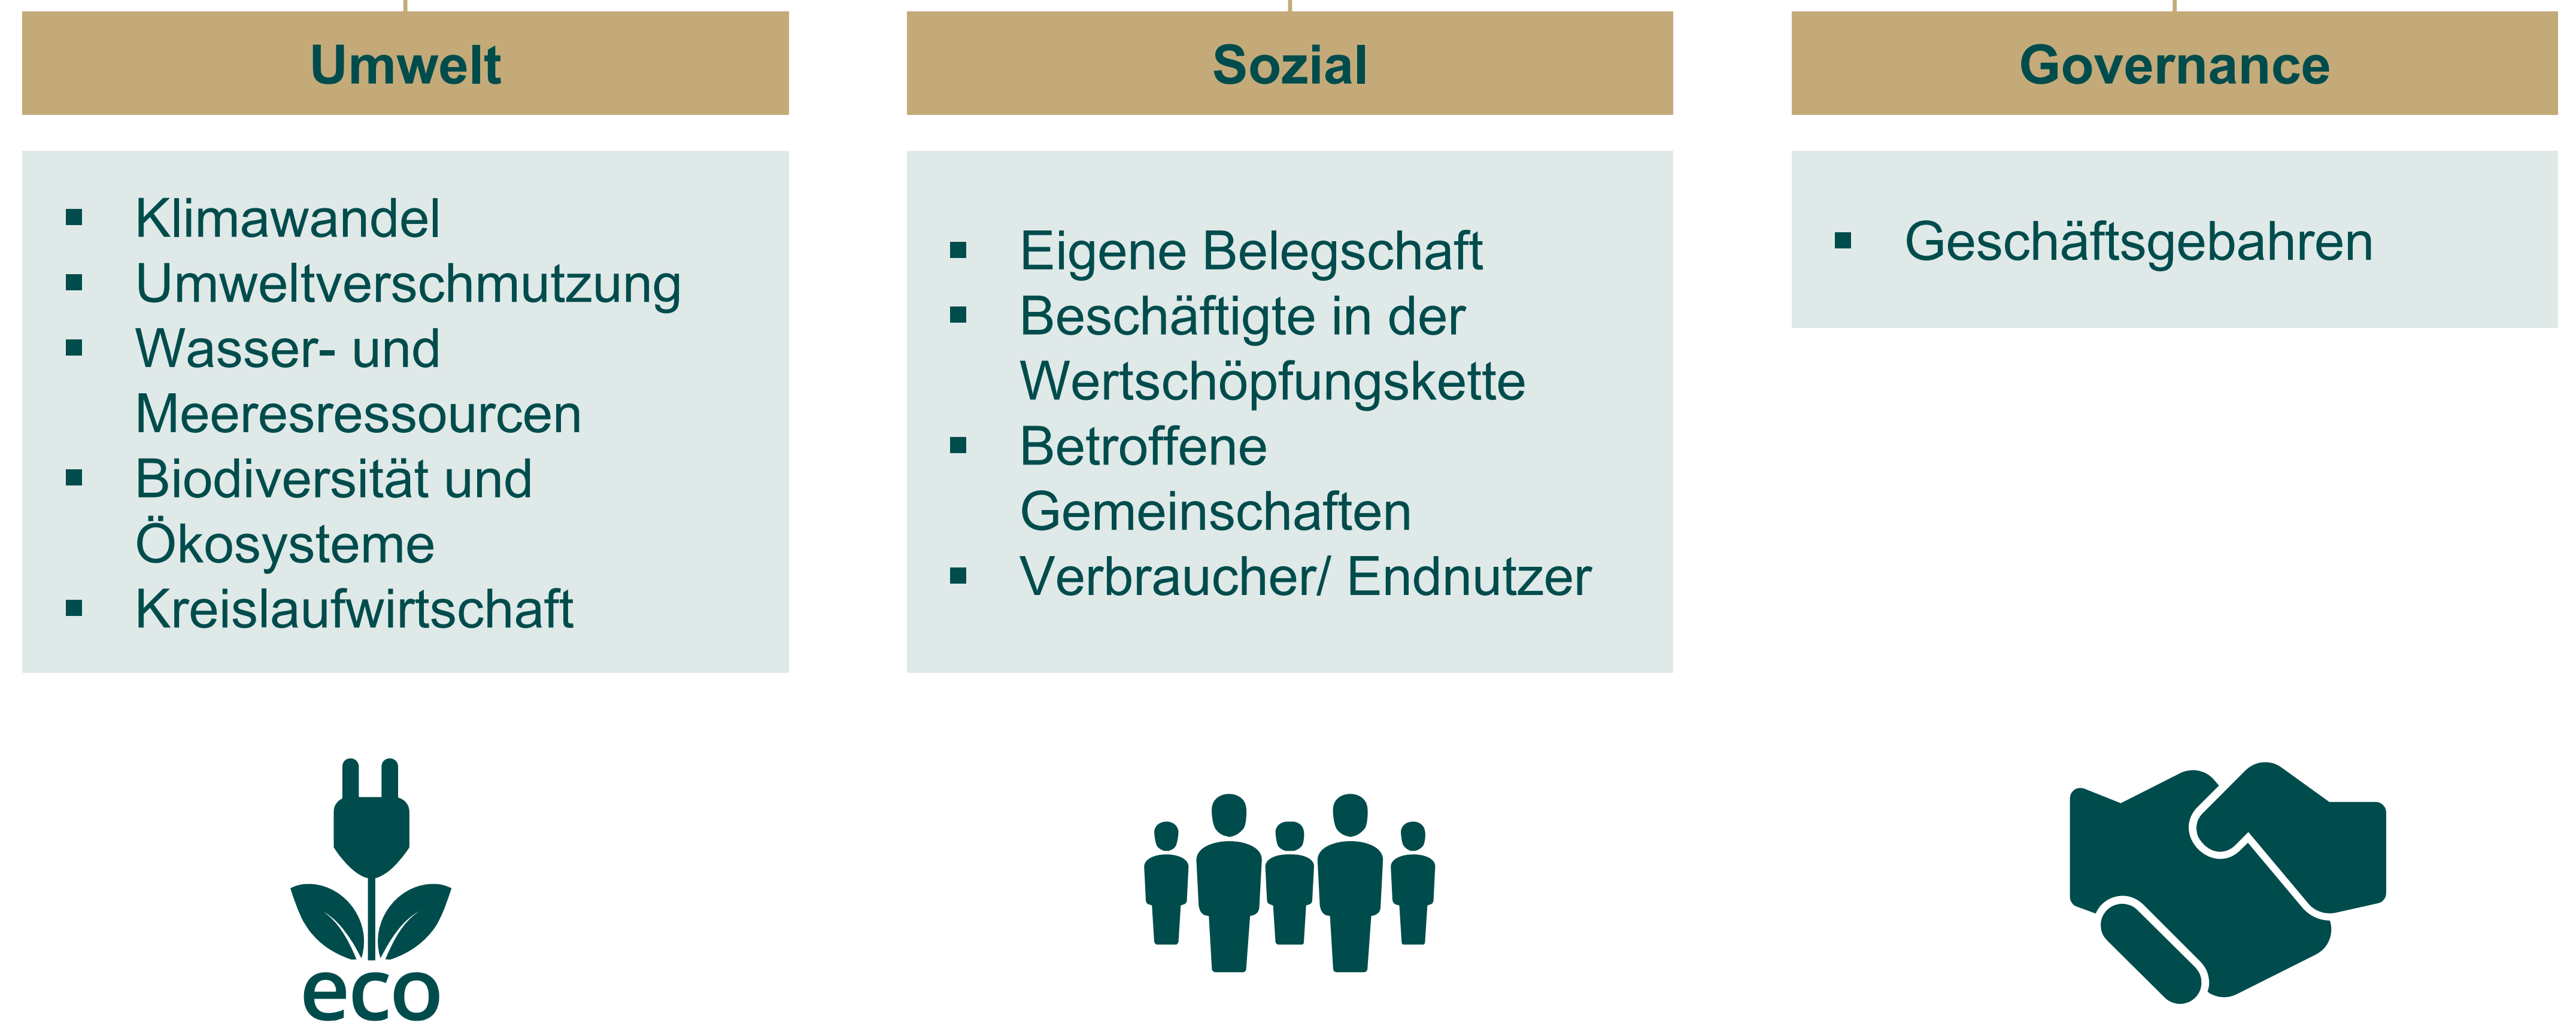 Umwelt
Klimawandel
Umweltverschmutzung
Wasser- und
Meeresressourcen
Biodiversität und
Ökosysteme
Kreislaufwirtschaft
eco
Sozial
Eigene Belegschaft
Beschäftigte in der
Wertschöpfungskette
Betroffene
Gemeinschaften
Verbraucher/ Endnutzer
Governance
Geschäftsgebahren